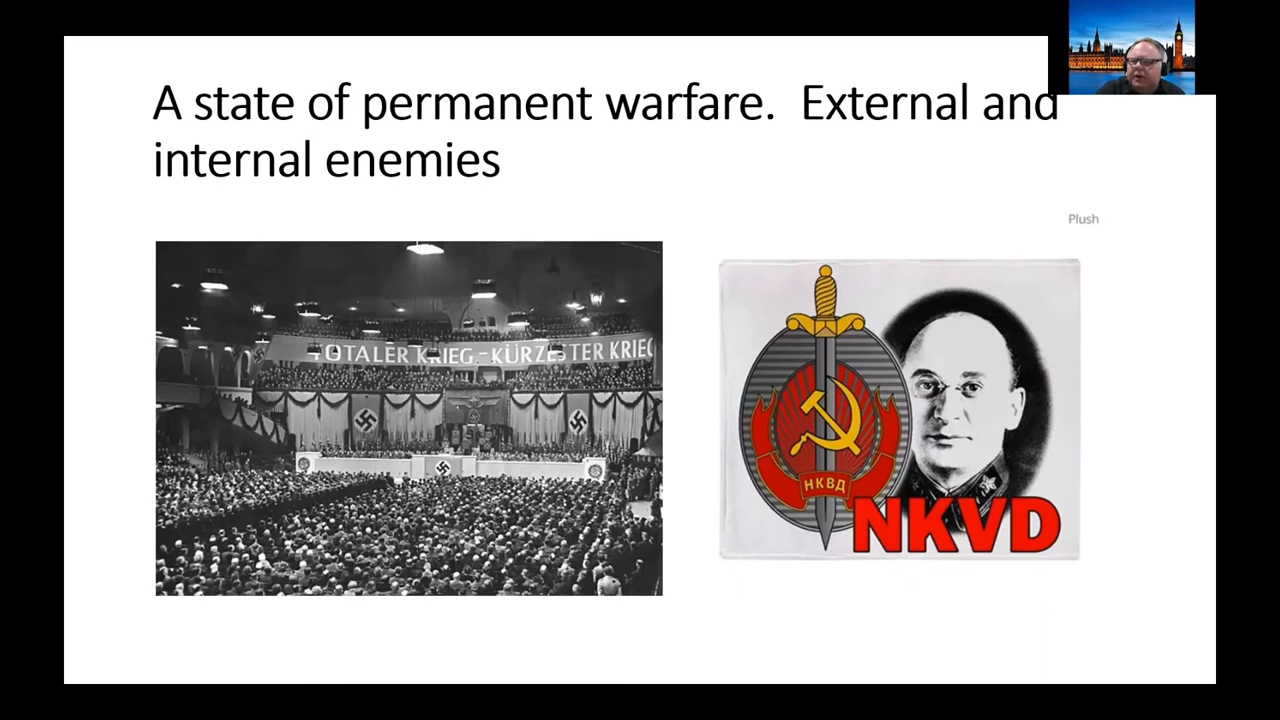 A state of permanent warfare.  External and
internal enemies
Plush
TOTALER KRIEG - KÜRZESTER KRIEG
НКВД
NKVD